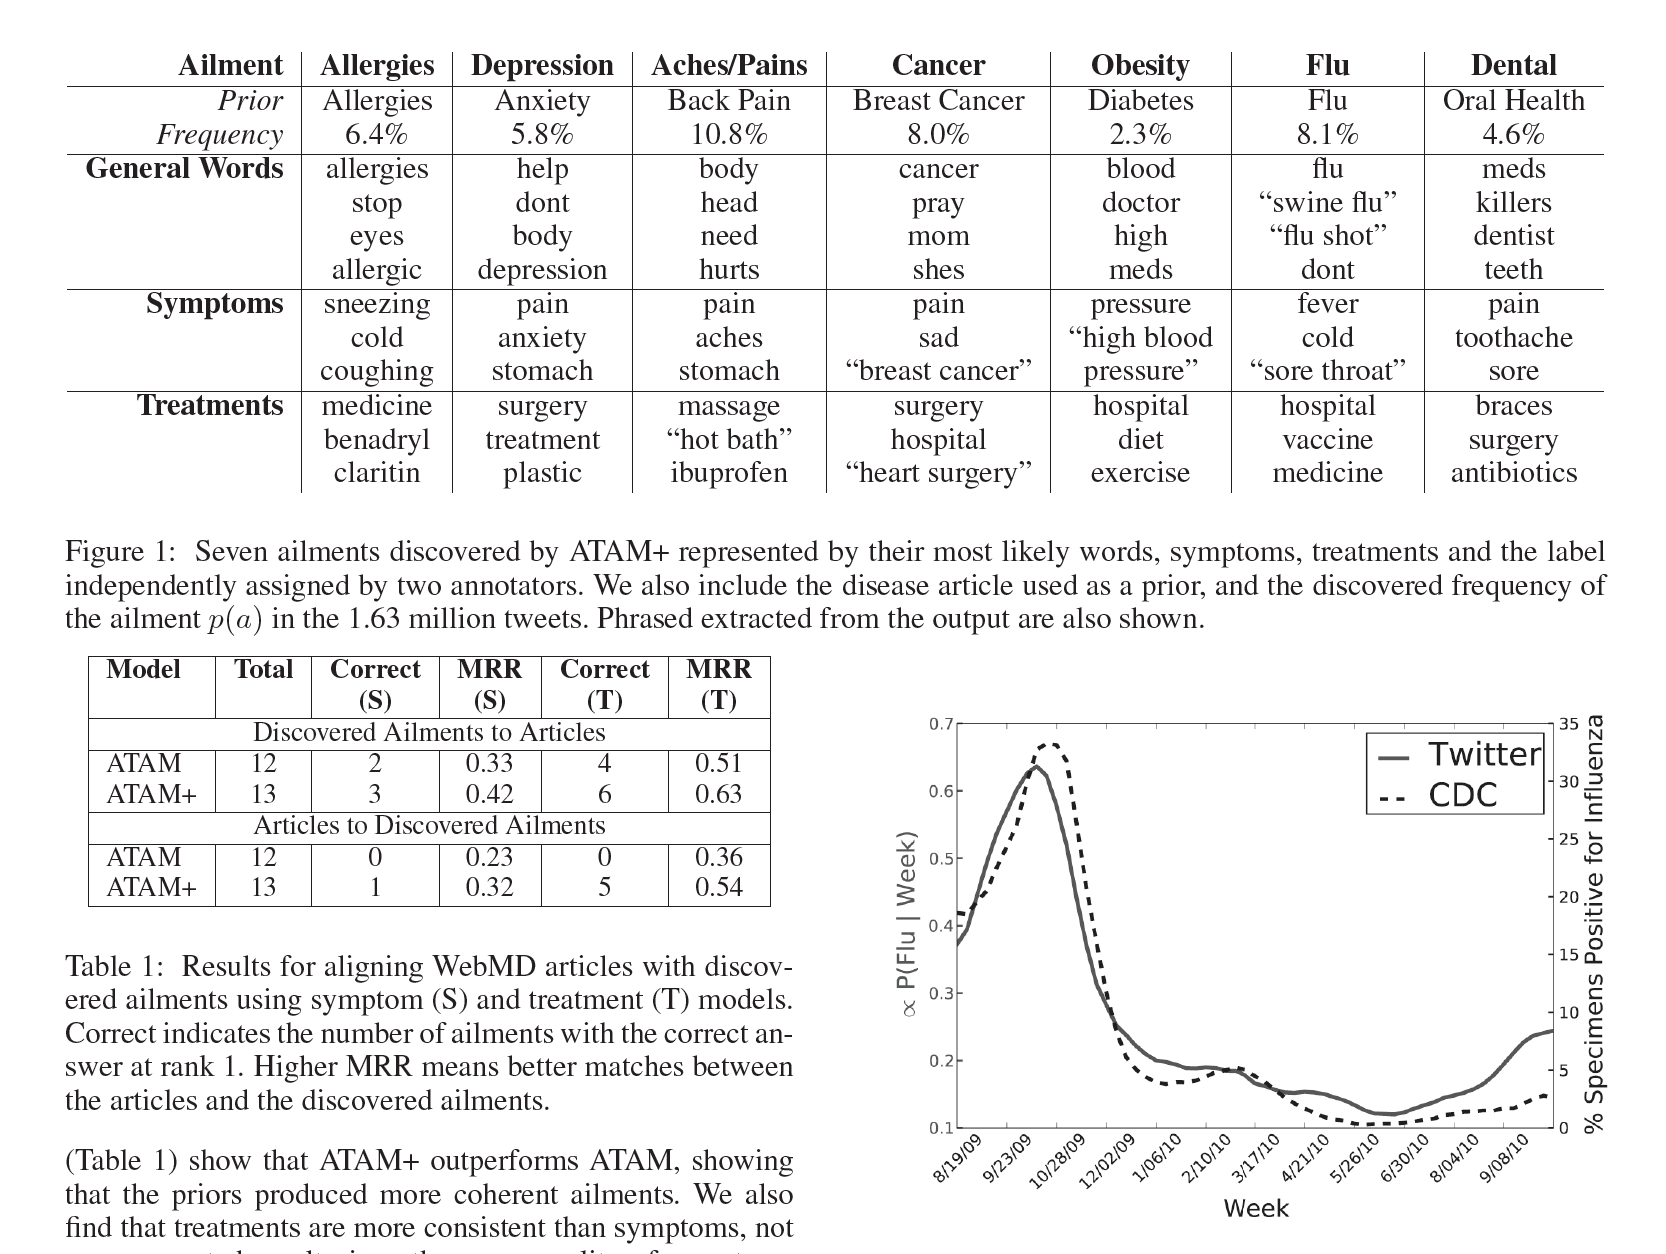 Ailment Allergies Depression Aches/Pains Cancer Obesity Flu Dental
Prior Allergies Anxiety Back Pain Breast Cancer Diabetes Flu Oral Health
Frequency 6.4% 5.8% 10.8% 8.0% 2.3% 8.1% 4.6%
General Words allergies help body cancer blood flu meds
stop dont head pray doctor “swine flu” killers
eyes body need mom high “flu shot” dentist
allergic depression hurts shes meds dont teeth
Symptoms sneezing pain pain pain pressure fever pain
cold anxiety aches sad “high blood cold toothache
coughing stomach stomach “breast cancer” pressure” “sore throat” sore
Treatments medicine surgery massage surgery hospital hospital braces
benadryl treatment “hot bath” hospital diet vaccine surgery
claritin plastic ibuprofen “heart surgery” exercise medicine antibiotics
Figure 1: Seven ailments discovered by ATAM+ represented by their most likely words, symptoms, treatments and the label
independently assigned by two annotators. We also include the disease article used as a prior, and the discovered frequency of
the ailment p(a) in the 1.63 million tweets. Phrased extracted from the output are also shown.
Model Total Correct MRR Correct MRR
(S) (S) (T) (T)
Discovered Ailments to Articles
ATAM 12 2 0.33 4 0.51
ATAM+ 13 3 0.42 6 0.63
Articles to Discovered Ailments
ATAM 12 0 0.23 0 0.36
ATAM+ 13 1 0.32 5 0.54
Table 1: Results for aligning WebMD articles with discov-
ered ailments using symptom (S) and treatment (T) models.
Correct indicates the number of ailments with the correct an-
swer at rank 1. Higher MRR means better matches between
the articles and the discovered ailments.
(Table 1) show that ATAM+ outperforms ATAM, showing
that the priors produced more coherent ailments. We also
find that treatments are more consistent than symptoms, not
∝ P(Flu | Week)
0.7
0.6
0.5
0.4
0.3
0.2
0.1
Twitter
CDC
35
30
25
20
15
10
5
0
% Specimens Positive for Influenza
8/19/09 9/23/09 10/28/09 12/02/09 1/06/10 2/10/10 3/17/10 4/21/10 5/26/10 6/30/10 8/04/10 9/08/10
Week